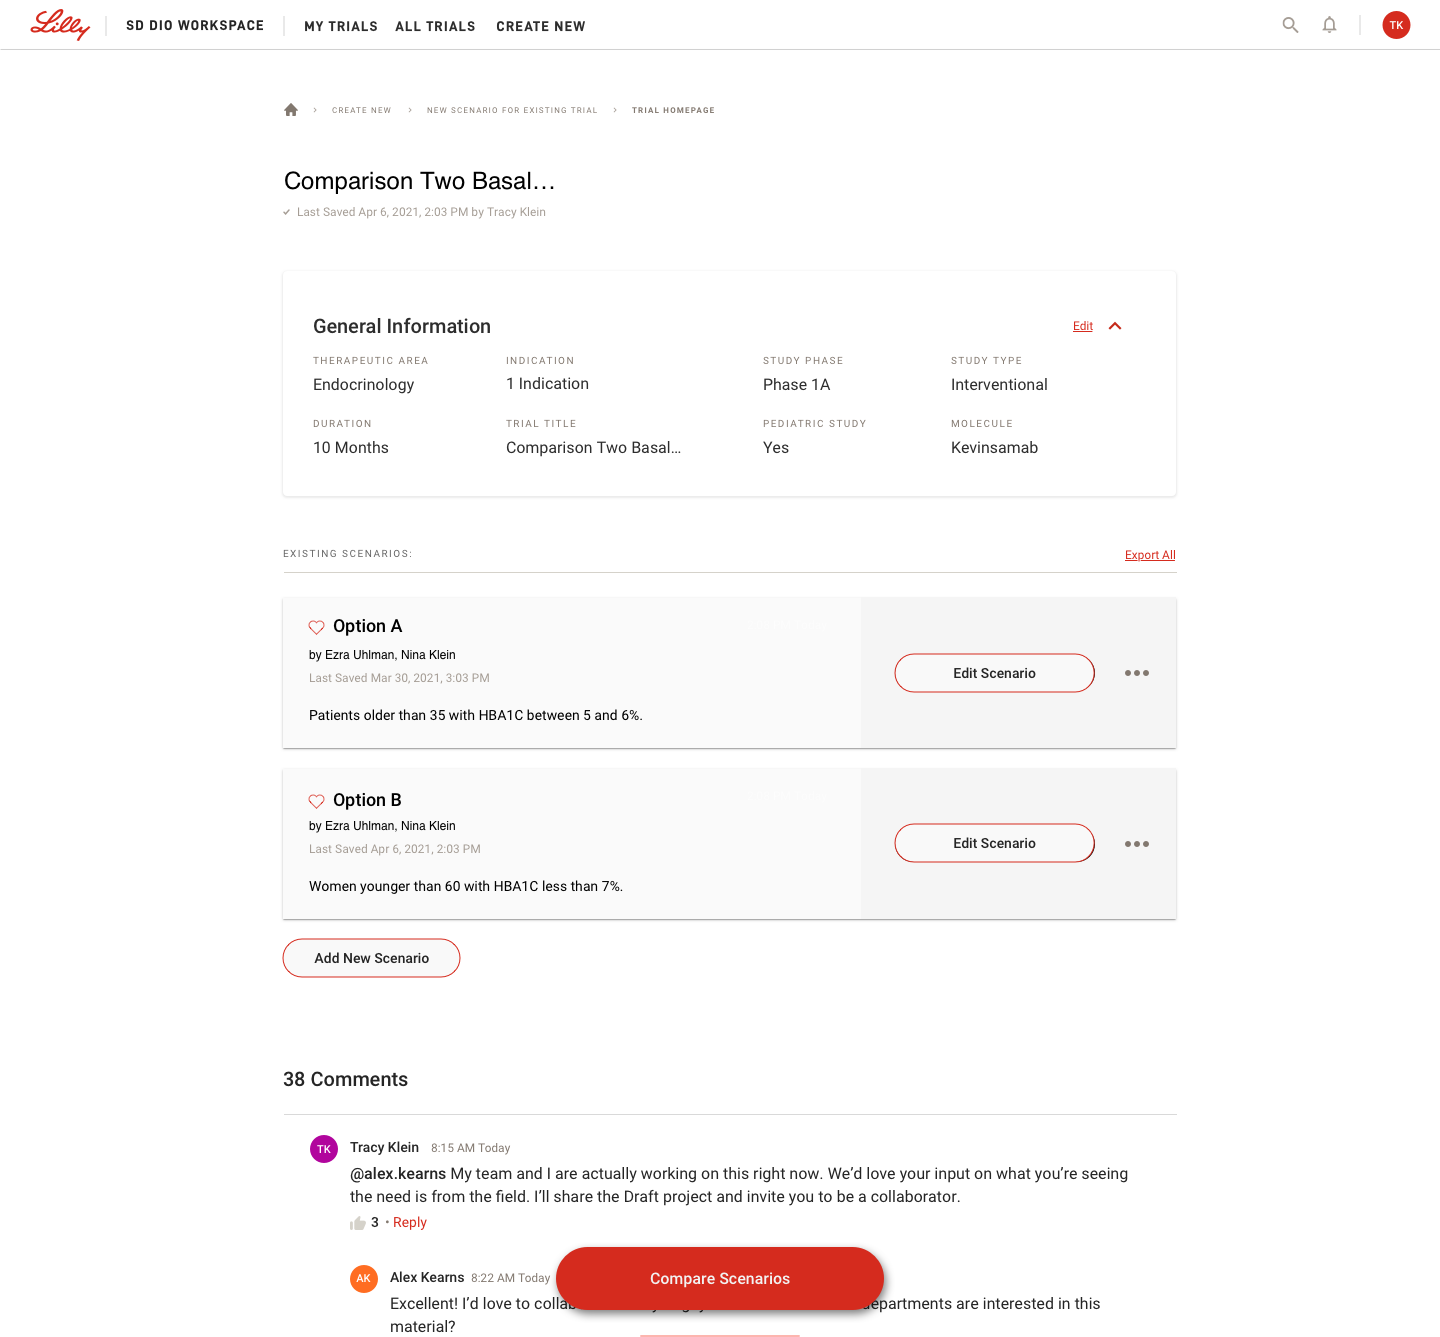 Lilly SD DIO WORKSPACE MY TRIALS ALL TRIALS CREATE NEW TK
CREATE NEW > NEW SCENARIO FOR EXISTING TRIAL > TRIAL HOMEPAGE
Comparison Two Basal...
Last Saved Apr 6, 2021, 2:03 PM by Tracy Klein
General Information Edit
THERAPEUTIC AREA INDICATION STUDY PHASE STUDY TYPE
Endocrinology 1 Indication Phase 1A Interventional
DURATION TRIAL TITLE PEDIATRIC STUDY MOLECULE
10 Months Comparison Two Basal... Yes Kevinsamab
EXISTING SCENARIOS: Export All
Option A
by Ezra Uhlman, Nina Klein
Last Saved Mar 30, 2021, 3:03 PM
Patients older than 35 with HBA1C between 5 and 6%.
Edit Scenario
Option B
by Ezra Uhlman, Nina Klein
Last Saved Apr 6, 2021, 2:03 PM
Women younger than 60 with HBA1C less than 7%.
Edit Scenario
Add New Scenario
38 Comments
TK Tracy Klein 8:15 AM Today
@alex.kearns My team and I are actually working on this right now. We’d love your input on what you’re seeing
the need is from the field. I’ll share the Draft project and invite you to be a collaborator.
3 • Reply
AK Alex Kearns 8:22 AM Today
Compare Scenarios
Excellent! I’d love to are interested in this
material?